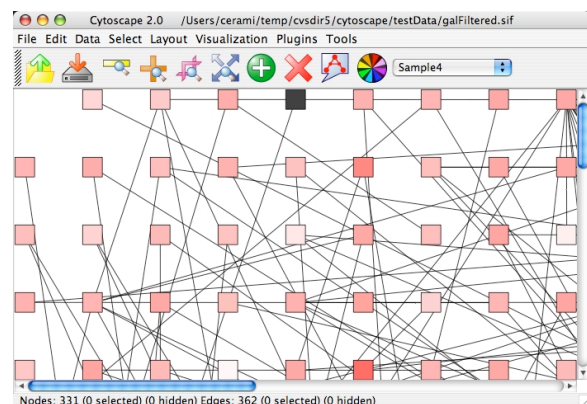 Cytoscape 2.0 /Users/cerami/temp/cvsdir5/cytoscape/testData/galFiltered.sif
File Edit Data Select Layout Visualization Plugins Tools
Sample4
Nodes: 331 (0 selected) (0 hidden) Edges: 362 (0 selected) (0 hidden)